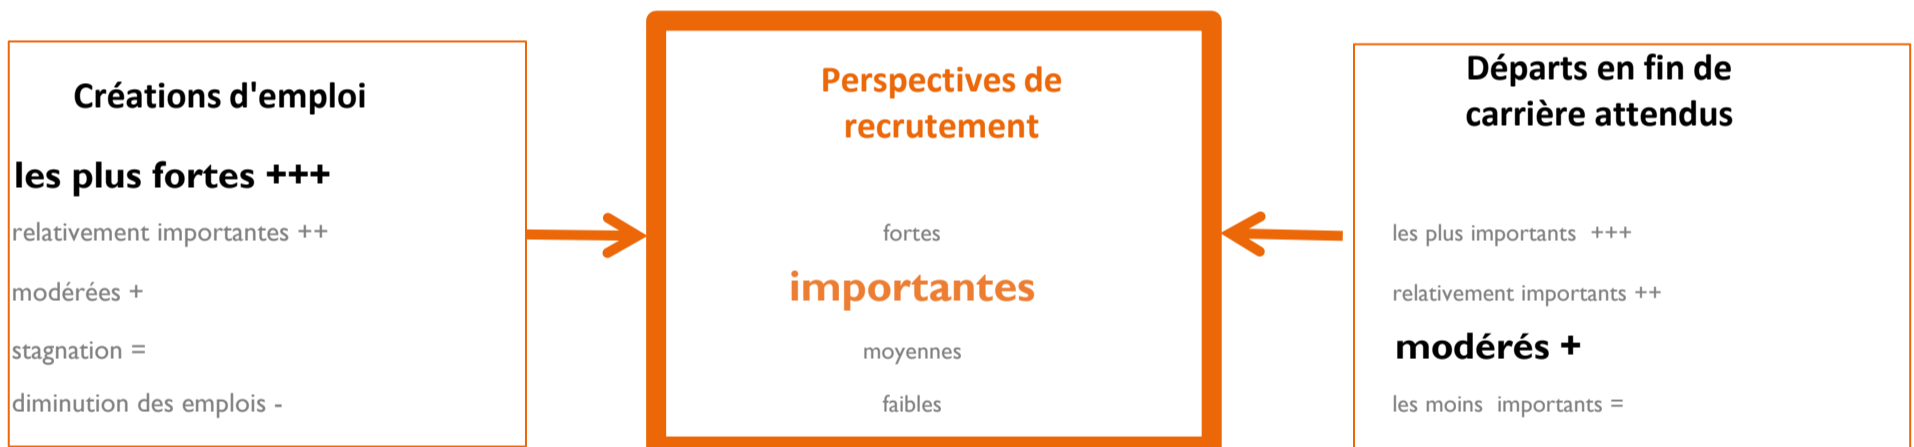 Créations d'emploi
les plus fortes +++
relativement importantes ++
modérées +
stagnation =
diminution des emplois -
Perspectives de
recrutement
fortes
importantes
moyennes
faibles
Départs en fin de
carrière attendus
les plus importants +++
relativement importants ++
modérés +
les moins importants =